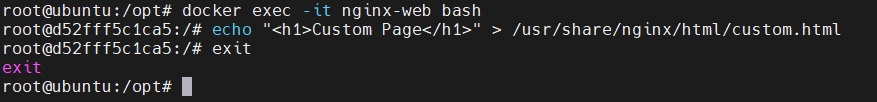 root@ubuntu:/opt# docker exec -it nginx-web bash
root@d52fff5c1ca5:/# echo "<h1>Custom Page</h1>" > /usr/share/nginx/html/custom.html
root@d52fff5c1ca5:/# exit
exit
root@ubuntu:/opt#